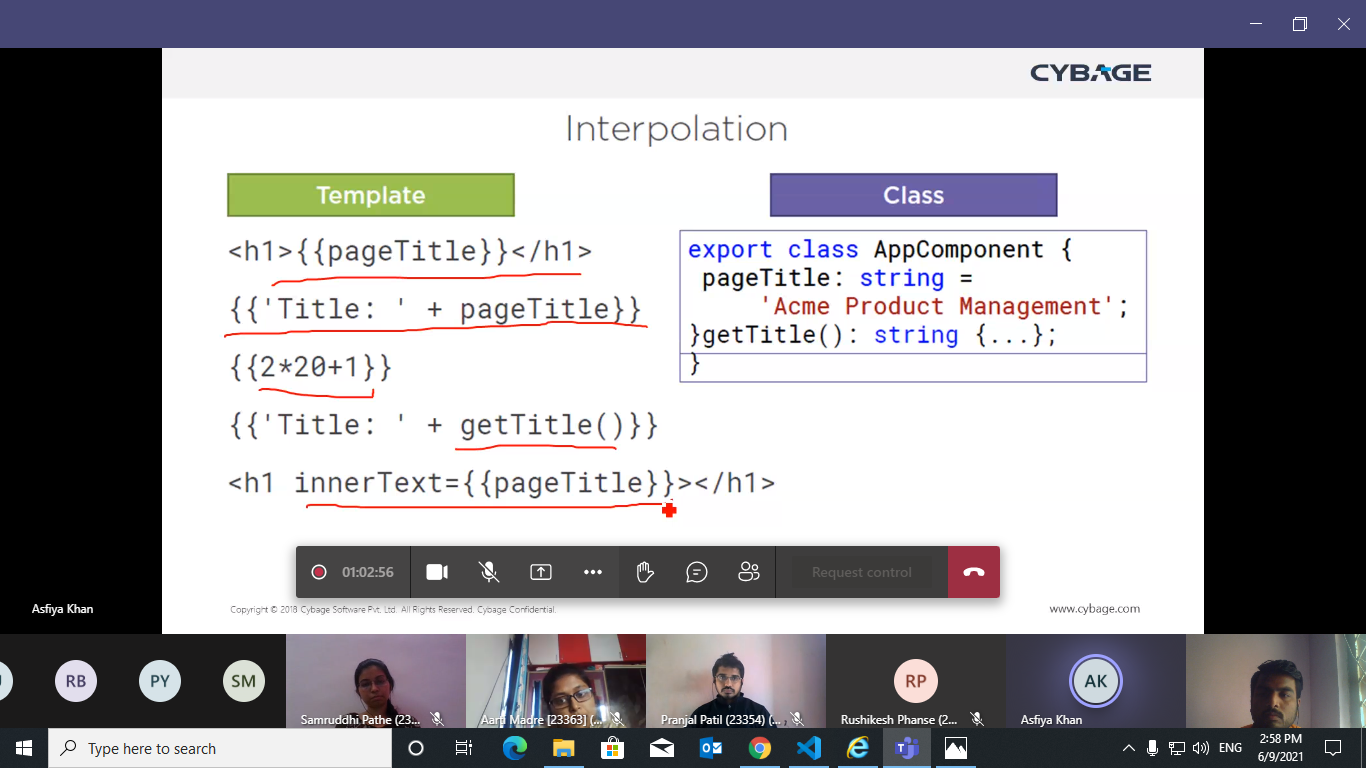 CYBAGE
Interpolation
Template
Class
<h1>{{pageTitle}}</h1>
{{'Title: ' + pageTitle}}
{{2*20+1}}
{{'Title: ' + getTitle()}}
<h1 innerText={{pageTitle}}></h1>
export class AppComponent {
pageTitle: string =
'Acme Product Management';
}getTitle(): string {...};
}
01:02:56
Request control
Asfiya Khan
Copyright © 2018 Cybage Software Pvt. Ltd. All Rights Reserved. Cybage Confidential.
www.cybage.com
RB
PY
SM
RP
AK
Samruddhi Pathe (23...
Aarti Madre [23363] (...
Pranjal Patil (23354) (...
Rushikesh Phanse (2...
Asfiya Khan
Type here to search
ENG
2:58 PM
6/9/2021